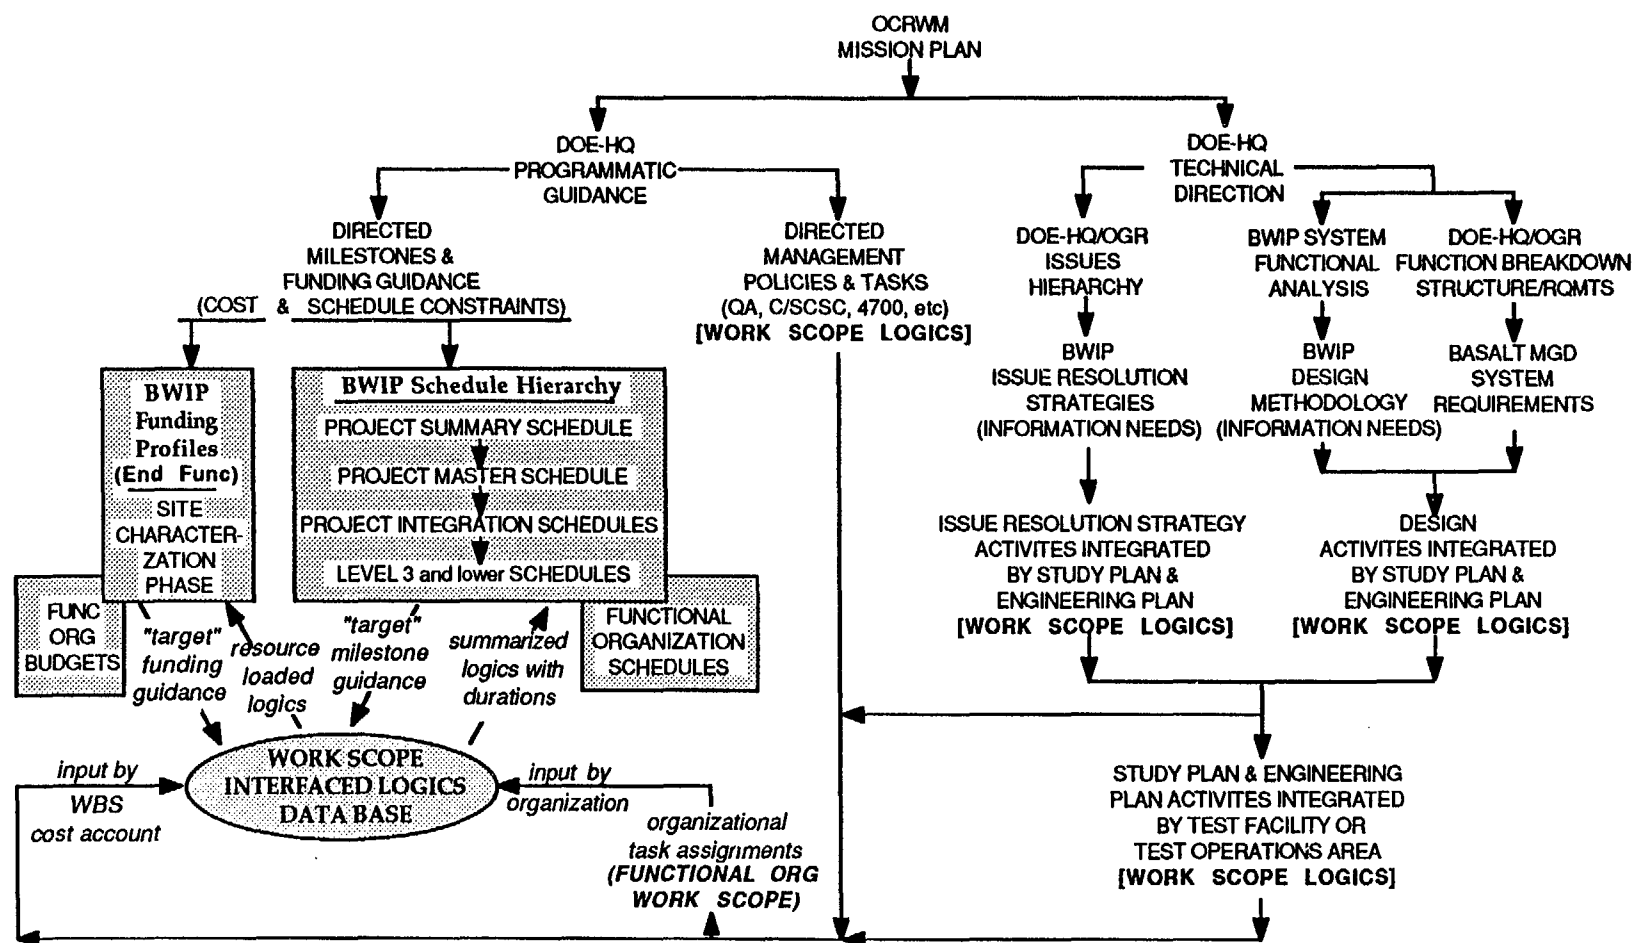 OCRWM
MISSION PLAN
DOE-HQ
PROGRAMMATIC
GUIDANCE
DOE-HQ
TECHNICAL
DIRECTION
DIRECTED
MILESTONES &
FUNDING GUIDANCE
(COST & SCHEDULE CONSTRAINTS)
DIRECTED
MANAGEMENT
POLICIES & TASKS
(QA, C/SCSC, 4700, etc)
[WORK SCOPE LOGICS]
DOE-HQ/OGR
ISSUES
HIERARCHY
BWIP SYSTEM
FUNCTIONAL
ANALYSIS
DOE-HQ/OGR
FUNCTION BREAKDOWN
STRUCTURE/RQMTS
BWIP
Funding
Profiles
(End Func)
SITE
CHARACTER-
ZATION
PHASE
BWIP Schedule Hierarchy
PROJECT SUMMARY SCHEDULE
PROJECT MASTER SCHEDULE
PROJECT INTEGRATION SCHEDULES
LEVEL 3 and lower SCHEDULES
BWIP
ISSUE RESOLUTION
STRATEGIES
(INFORMATION NEEDS)
BWIP
DESIGN
METHODOLOGY
(INFORMATION NEEDS)
BASALT MGD
SYSTEM
REQUIREMENTS
ISSUE RESOLUTION STRATEGY
ACTIVITES INTEGRATED
BY STUDY PLAN &
ENGINEERING PLAN
[WORK SCOPE LOGICS]
DESIGN
ACTIVITES INTEGRATED
BY STUDY PLAN &
ENGINEERING PLAN
[WORK SCOPE LOGICS]
FUNC
ORG
BUDGETS
"target"
funding
guidance
resource
loaded
logics
"target"
milestone
guidance
summarized
logics with
durations
FUNCTIONAL
ORGANIZATION
SCHEDULES
WORK SCOPE
INTERFACED LOGICS
DATA BASE
input by
WBS
cost account
input by
organization
organizational
task assignments
(FUNCTIONAL ORG
WORK SCOPE)
STUDY PLAN & ENGINEERING
PLAN ACTIVITES INTEGRATED
BY TEST FACILITY OR
TEST OPERATIONS AREA
[WORK SCOPE LOGICS]